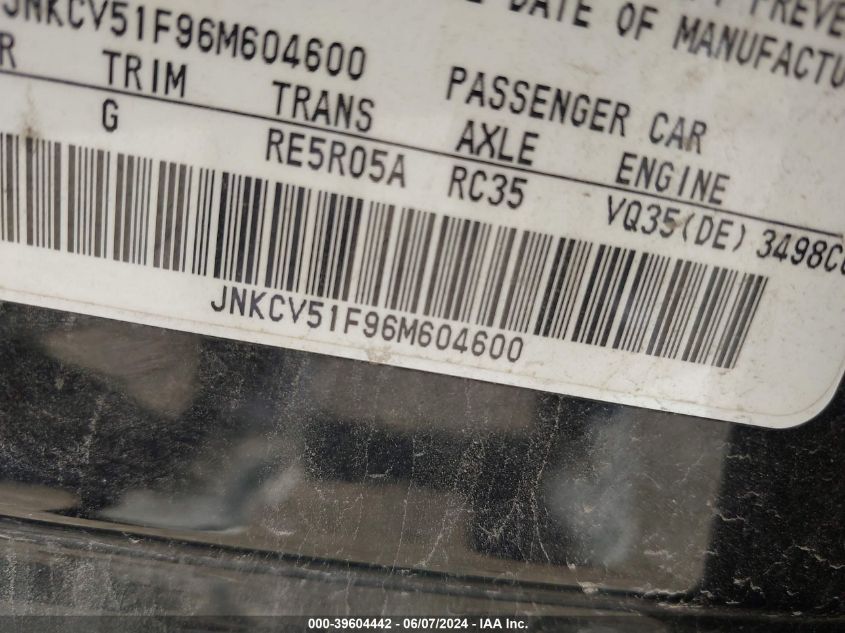 E DATE OF MANUFACTU
JNKCV51F96M604600
PASSENGER CAR
R TRIM TRANS AXLE ENGINE
G RE5R05A RC35 VQ35(DE) 3498C
JNKCV51F96M604600
000-39604442 - 06/07/2024 - IAA Inc.